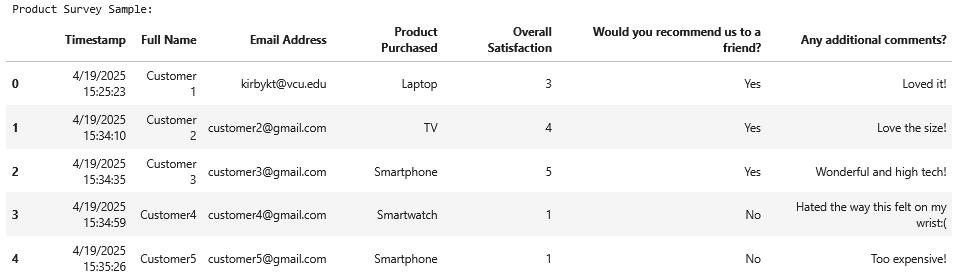 Product Survey Sample:
Timestamp Full Name Email Address Product Purchased Overall Satisfaction Would you recommend us to a friend? Any additional comments?
0 4/19/2025 15:25:23 Customer 1 kirbykt@vcu.edu Laptop 3 Yes Loved it!
1 4/19/2025 15:34:10 Customer 2 customer2@gmail.com TV 4 Yes Love the size!
2 4/19/2025 15:34:35 Customer 3 customer3@gmail.com Smartphone 5 Yes Wonderful and high tech!
3 4/19/2025 15:34:59 Customer4 customer4@gmail.com Smartwatch 1 No Hated the way this felt on my wrist:(
4 4/19/2025 15:35:26 Customer5 customer5@gmail.com Smartphone 1 No Too expensive!